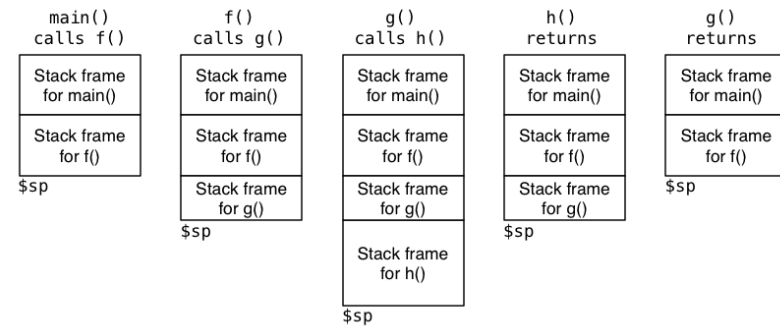 main()
calls f()
Stack frame
for main()
Stack frame
for f()
$sp
f()
calls g()
Stack frame
for main()
Stack frame
for f()
Stack frame
for g()
$sp
g()
calls h()
Stack frame
for main()
Stack frame
for f()
Stack frame
for g()
Stack frame
for h()
$sp
h()
returns
Stack frame
for main()
Stack frame
for f()
Stack frame
for g()
$sp
g()
returns
Stack frame
for main()
Stack frame
for f()
$sp